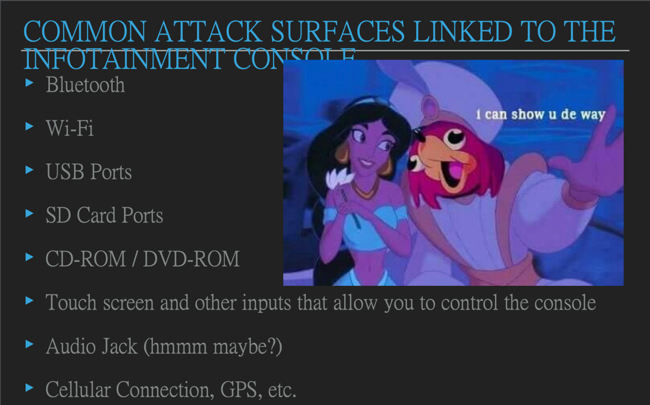 COMMON ATTACK SURFACES LINKED TO THE
INFOTAINMENT CONSOLE
Bluetooth
i can show u de way
Wi-Fi
USB Ports
SD Card Ports
CD-ROM / DVD-ROM
Touch screen and other inputs that allow you to control the console
Audio Jack (hmmm maybe?)
Cellular Connection, GPS, etc.